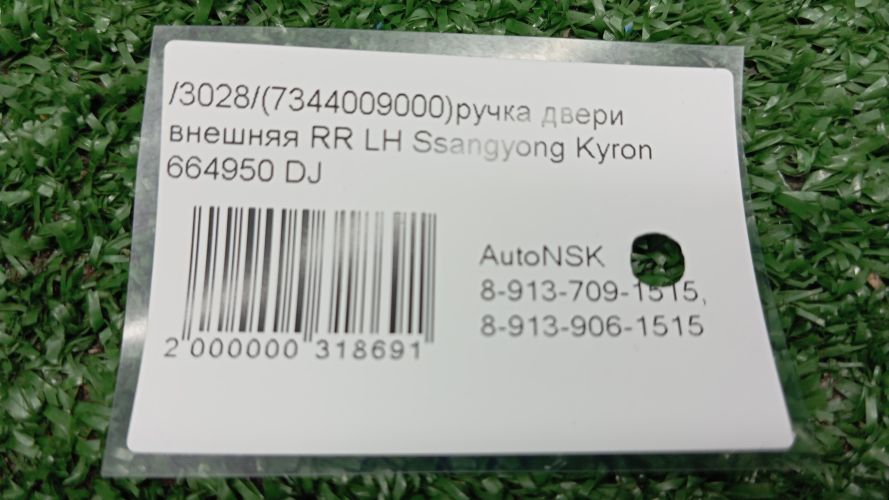 /3028/(7344009000)ручка двери
внешняя RR LH Ssangyong Kyron
664950 DJ
AutoNSK
8-913-709-1515,
8-913-906-1515
2 000000 318691